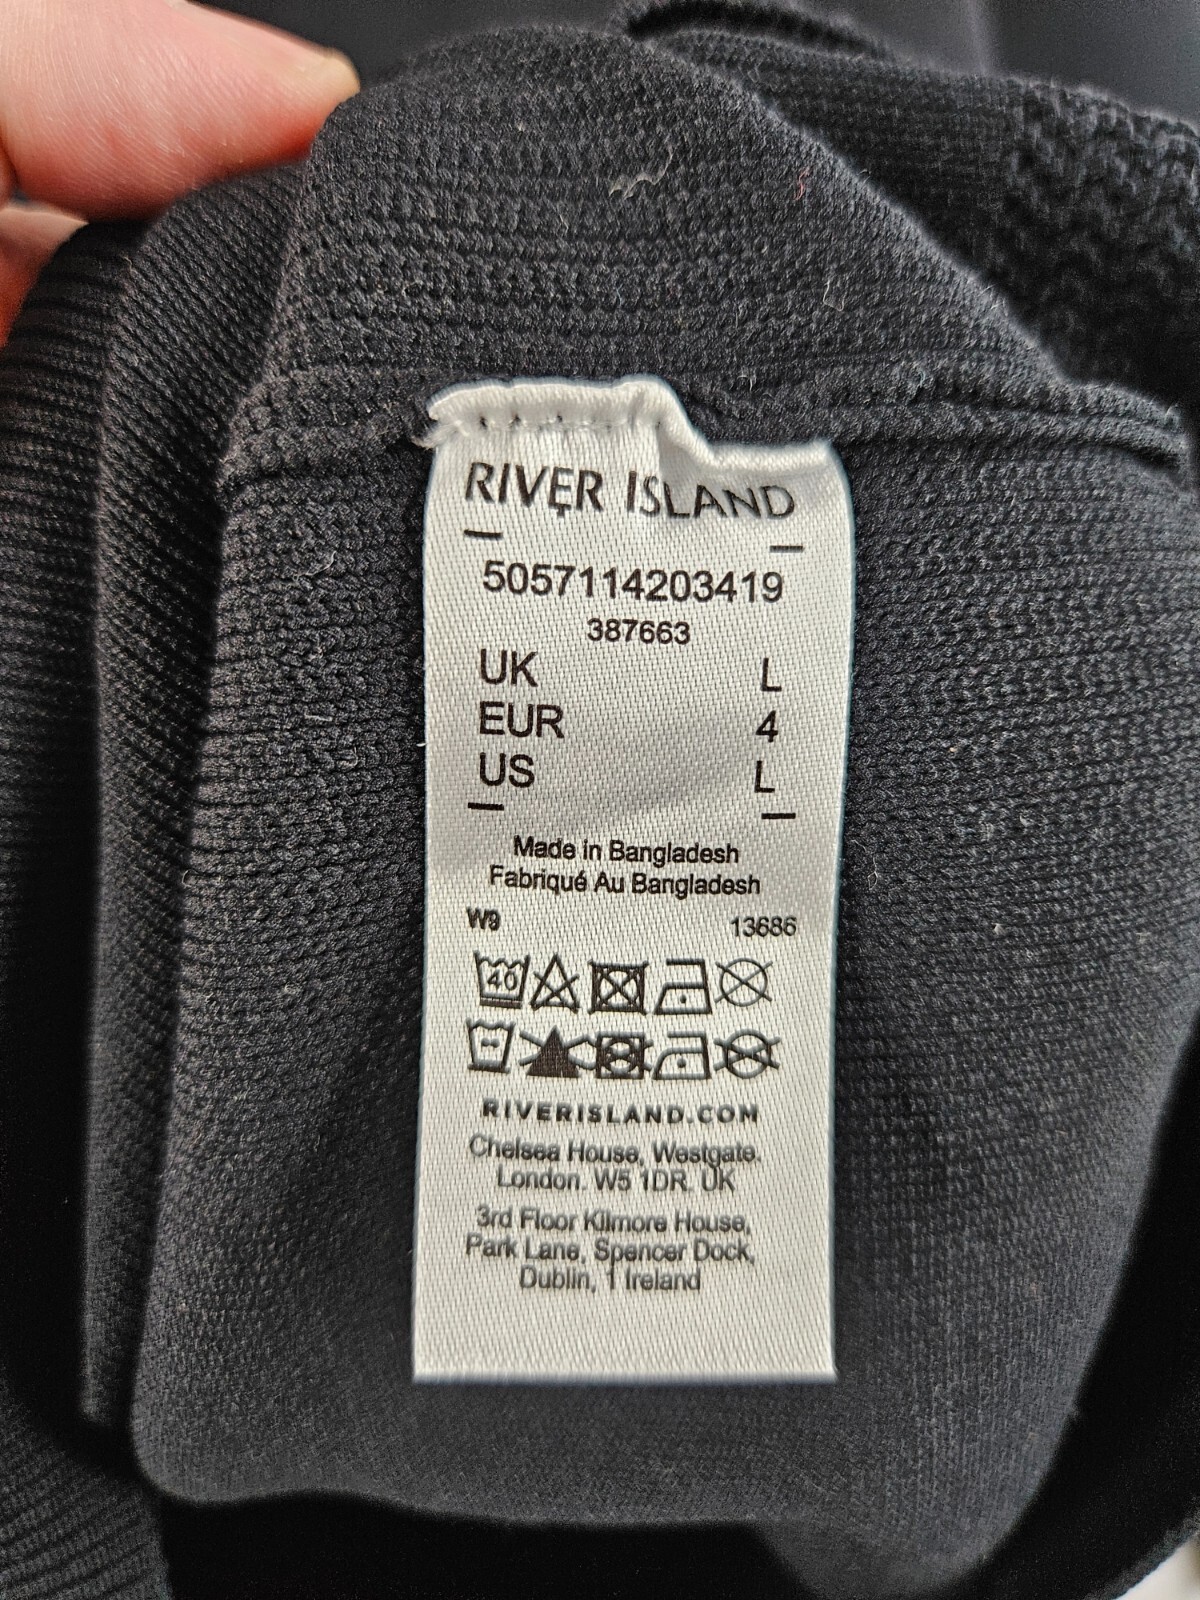 RIVER ISLAND
5057114203419
387663
UK L
EUR 4
US L
Made in Bangladesh
Fabriqué Au Bangladesh
W9 13686
40
RIVERISLAND.COM
Chelsea House, Westgate.
London. W5 1DR. UK
3rd Floor Kilmore House,
Park Lane, Spencer Dock,
Dublin, 1 Ireland